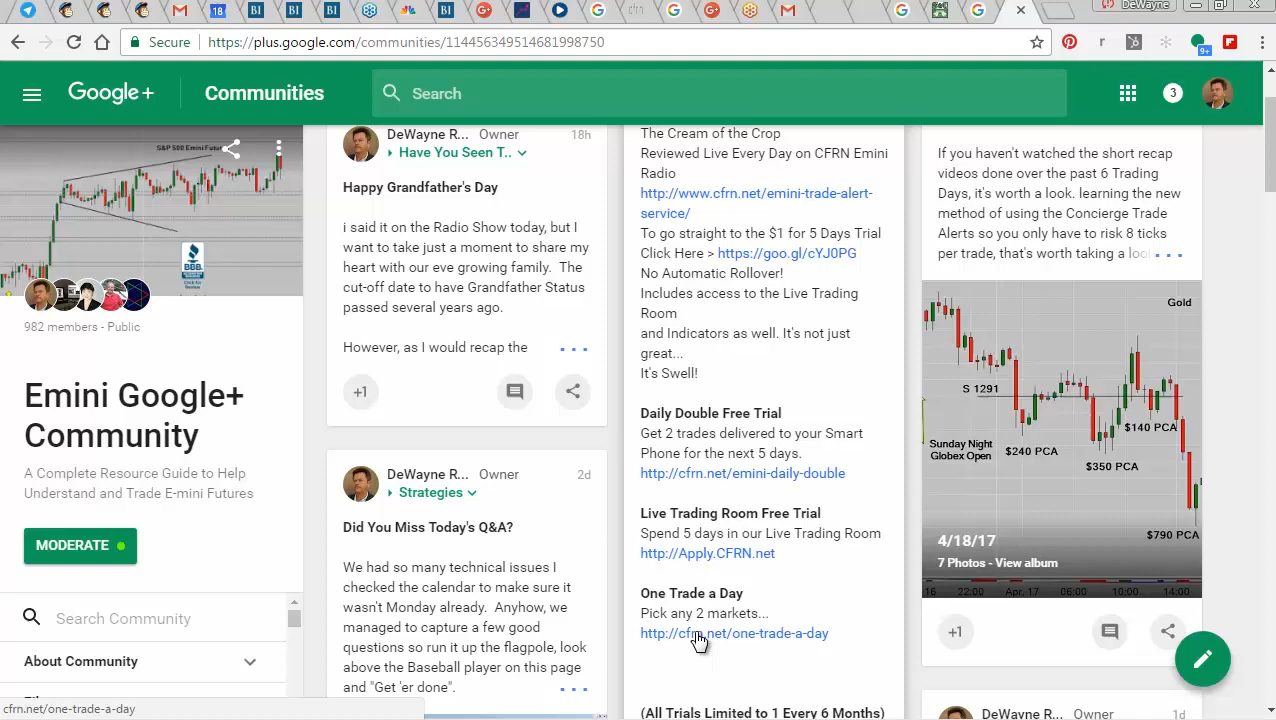 DeWayne
18
Secure
https://plus.google.com/communities/114456349514681998750
r
9+
Google+
Communities
Search
3
S&P 500 Emini Futur
BBB
982 members - Public
Emini Google+
Community
A Complete Resource Guide to Help
Understand and Trade E-mini Futures
MODERATE
Search Community
About Community
cfrn.net/one-trade-a-day
DeWayne R... Owner 18h
Have You Seen T..
Happy Grandfather's Day
i said it on the Radio Show today, but I
want to take just a moment to share my
heart with our eve growing family. The
cut-off date to have Grandfather Status
passed several years ago.
However, as I would recap the
+1
DeWayne R... Owner 2d
Strategies
Did You Miss Today's Q&A?
We had so many technical issues I
checked the calendar to make sure it
wasn't Monday already. Anyhow, we
managed to capture a few good
questions so run it up the flagpole, look
above the Baseball player on this page
and "Get 'er done".
The Cream of the Crop
Reviewed Live Every Day on CFRN Emini
Radio
http://www.cfrn.net/emini-trade-alert-
service/
To go straight to the $1 for 5 Days Trial
Click Here > https://goo.gl/cYJ0PG
No Automatic Rollover!
Includes access to the Live Trading
Room
and Indicators as well. It's not just
great...
It's Swell!
Daily Double Free Trial
Get 2 trades delivered to your Smart
Phone for the next 5 days.
http://cfrn.net/emini-daily-double
Live Trading Room Free Trial
Spend 5 days in our Live Trading Room
http://Apply.CFRN.net
One Trade a Day
Pick any 2 markets...
http://cfrn.net/one-trade-a-day
(All Trials Limited to 1 Every 6 Months)
If you haven't watched the short recap
videos done over the past 6 Trading
Days, it's worth a look. learning the new
method of using the Concierge Trade
Alerts so you only have to risk 8 ticks
per trade, that's worth taking a loo
Gold
S 1291
Sunday Night
Globex Open
$240 PCA
$140 PCA
$350 PCA
$790 PCA
4/18/17
7 Photos - View album
16 22:00 Apr, 17 07:00 14:00
+1
DeWayne R... Owner 1d